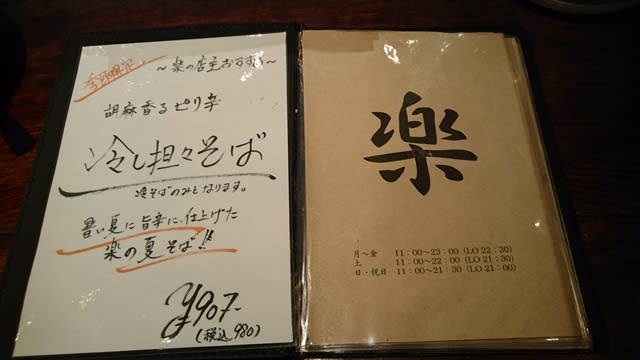 季節限定
〜楽の店主おすすめ〜
胡麻香るピリ辛
冷し担々そば
冷そばのみとなります。
暑い夏に旨辛に仕上げた
楽の夏そば!!
¥907-
(税込980)
楽
月〜金 11:00〜23:00 (LO 22:30)
土 11:00〜22:00 (LO 21:30)
日・祝日 11:00〜21:30 (LO 21:00)